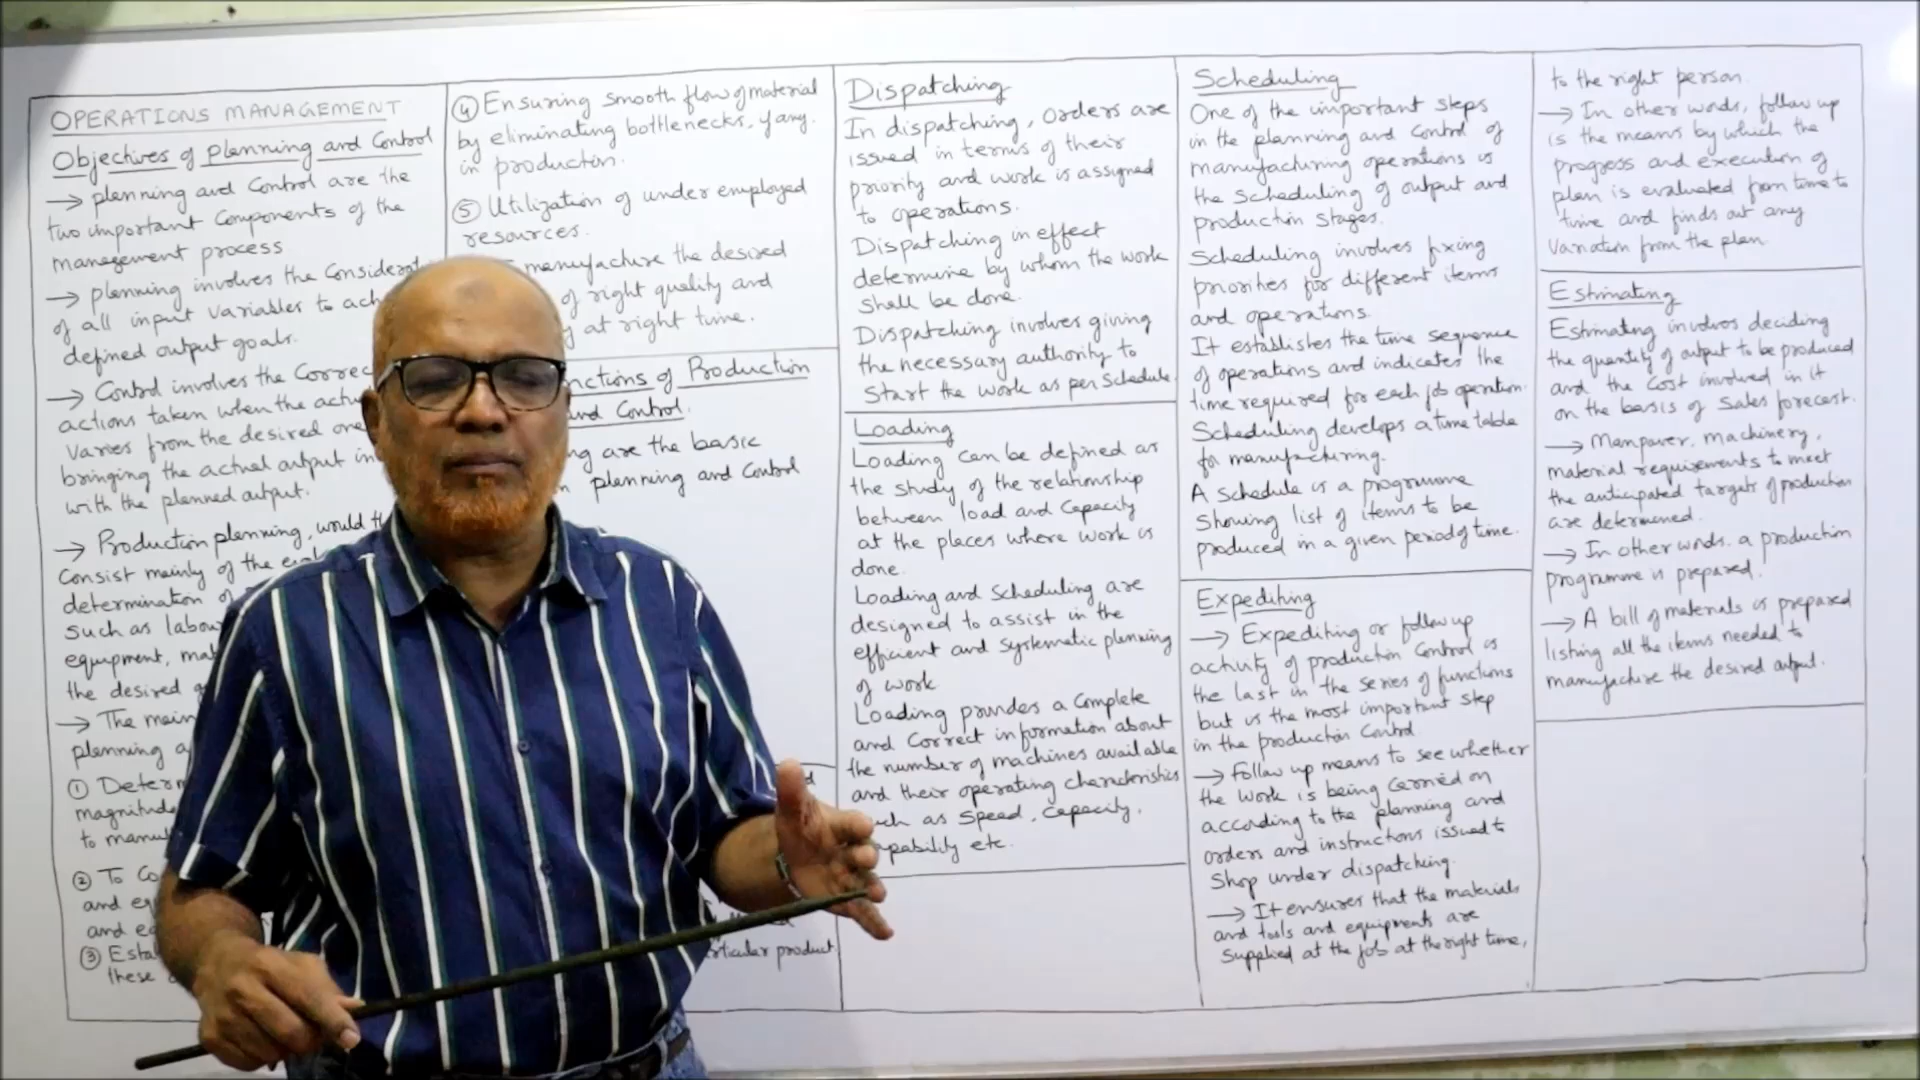 OPERATIONS MANAGEMENT
Objectives of planning and Control
→ planning and Control are the
two important Components of the
management process
→ planning involves the
of all input variables to
defined output goals.
→ Control involves the
actions taken when the
varies from the desired one
bringing the actual output in
with the planned output.
→ Production planning, would
Consist mainly of the
determination of
such as
equipment,
the desired
→ The main
planning
①
magnitude
to
② To
and
and
③
these
④ Ensuring smooth flow of material
by eliminating bottlenecks, if any.
in production.
⑤ Utilization of under employed
resources.
manufacture the desired
of right quality and
at right time.
of Production
and Control.
are the basic
planning and Control
product
Dispatching
In dispatching, orders are
issued in terms of their
priority and work is assigned
to operations.
Dispatching in effect
determine by whom the work
shall be done.
Dispatching involves giving
the necessary authority to
Start the work as per Schedule.
Loading
Loading can be defined as
the study of the relationship
between load and Capacity
at the places where work is
done.
Loading and Scheduling are
designed to assist in the
efficient and systematic planning
of work
Loading provides a Complete
and Correct information about
the number of machines available
and their operating characteristics
as Speed, Capacity,
etc.
Scheduling
One of the important steps
in the planning and Control of
manufacturing operations is
the Scheduling of output and
production stages.
Scheduling involves fixing
priorities for different items
and operations.
It establishes the time sequence
of operations and indicates the
time required for each job operation.
Scheduling develops a time table
for manufacturing.
A Schedule is a programme
Showing list of items to be
produced in a given period of time.
Expediting
→ Expediting or follow up
activity of production Control is
the last in the series of functions
but is the most important step
in the production Control
→ follow up means to see whether
the work is being Carried on
according to the planning and
orders and instructions issued to
Shop under dispatching.
→ It ensures that the materials
and tools and equipments are
Supplied at the job at the right time,
to the right person.
→ In other words, follow up
is the means by which the
progress and execution of
plan is evaluated from time to
time and finds out any
Variation from the plan.
Estimating
Estimating involves deciding
the quantity of output to be produced
and the Cost involved in it
on the basis of Sales forecast.
→ Manpower, machinery,
material requirements to meet
the anticipated targets of production
are determined.
→ In other words, a production
programme is prepared.
→ A bill of materials is prepared
listing all the items needed to
manufacture the desired output.